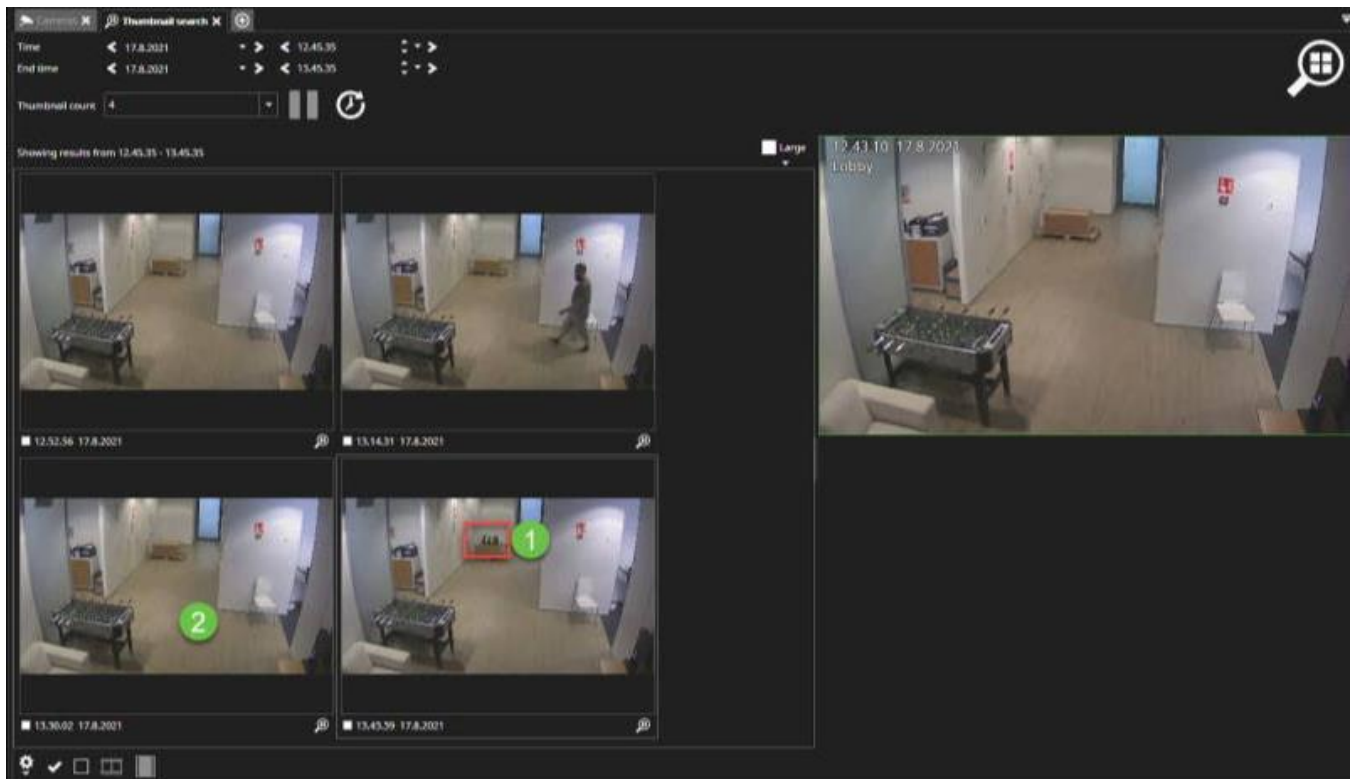 Cameras Thumbnail search
Time 17.8.2021 12.45.35
End time 17.8.2021 13.45.35
Thumbnail count 4
Showing results from 12.45.35 - 13.45.35 Large
12.43.10 17.8.2021
Lobby
12.52.56 17.8.2021 13.14.31 17.8.2021
1
2
13.30.02 17.8.2021 13.43.39 17.8.2021